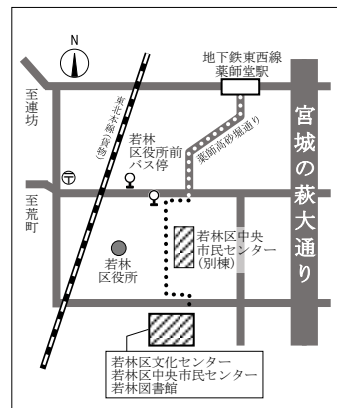 N
地下鉄東西線
薬師堂駅
至連坊
東北本線(貨物)
若林
区役所前
バス停
薬師高砂堀通り
宮城の萩大通り
〒
至荒町
若林
区役所
若林区中央
市民センター
(別棟)
若林区文化センター
若林区中央市民センター
若林図書館